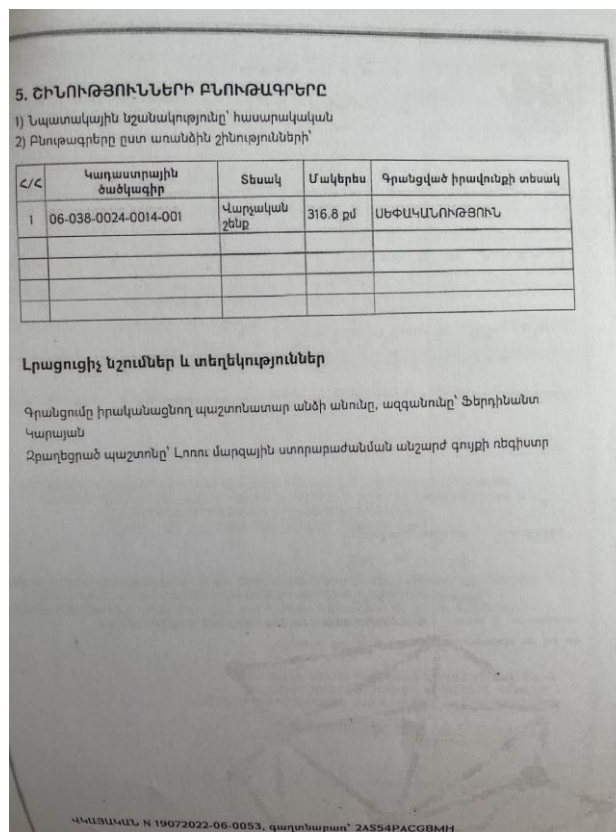 5. ՇԻՆՈՒԹՅՈՒՆՆԵՐԻ ԲՆՈՒԹԱԳՐԵՐԸ
1) Նպատակային նշանակությունը՝ հասարակական
2) Բնութագրերը ըստ առանձին շինությունների՝
Հ/Հ Կադաստրային ծածկագիր Տեսակ Մակերես Գրանցված իրավունքի տեսակ
1 06-038-0024-0014-001 Վարչական շենք 316.8 քմ ՍԵՓԱԿԱՆՈՒԹՅՈՒՆ
Լրացուցիչ նշումներ և տեղեկություններ
Գրանցումը իրականացնող պաշտոնատար անձի անունը, ազգանունը՝ Ֆերդինանտ
Կարայան
Զբաղեցրած պաշտոնը՝ Լոռու մարզային ստորաբաժանման անշարժ գույքի ռեգիստր
ՎԿԱՅԱԿԱՆ N 19072022-06-0053, գաղտնաբառ՝ 2AS54PACGBMH